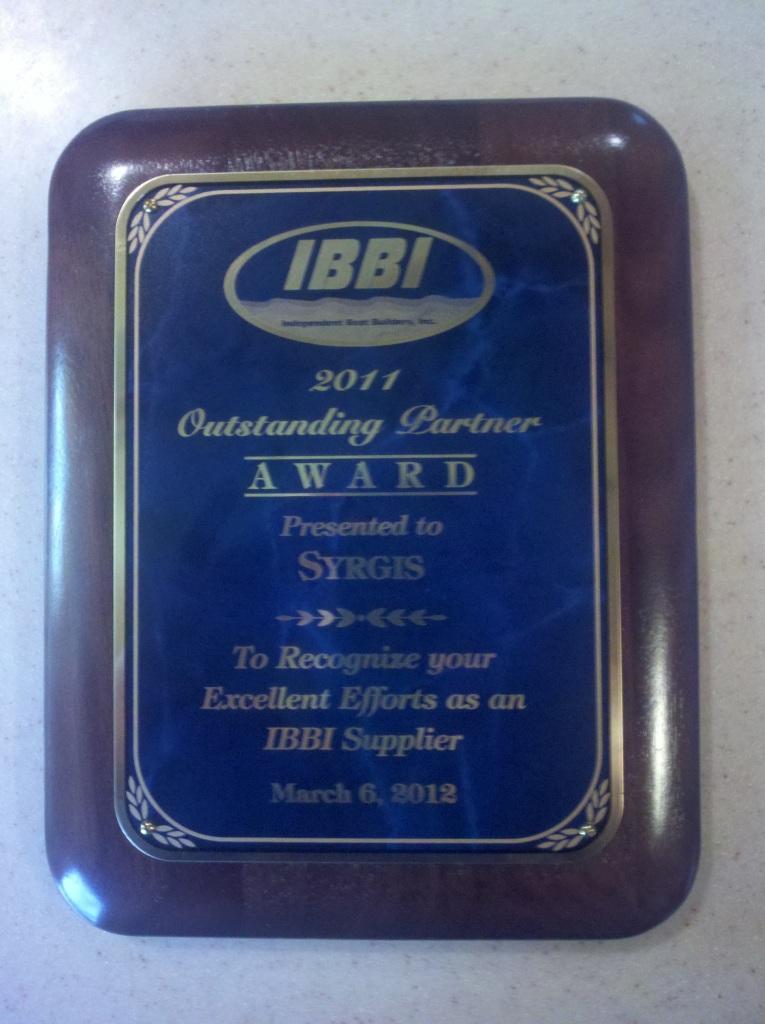 IBBI
Independent Boat Builders, Inc.
2011
Outstanding Partner
AWARD
Presented to
SYRGIS
To Recognize your
Excellent Efforts as an
IBBI Supplier
March 6, 2012